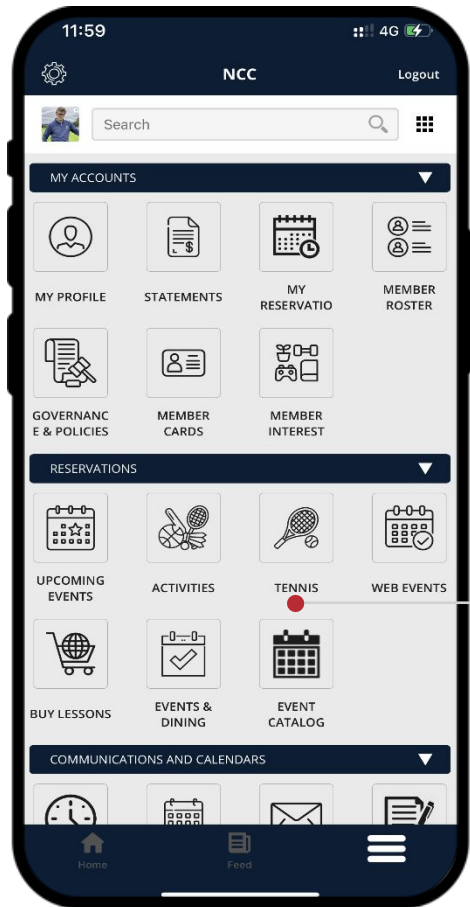 11:59
4G
NCC
Logout
Search
MY ACCOUNTS
MY PROFILE
STATEMENTS
MY
RESERVATIO
MEMBER
ROSTER
GOVERNANC
E & POLICIES
MEMBER
CARDS
MEMBER
INTEREST
RESERVATIONS
UPCOMING
EVENTS
ACTIVITIES
TENNIS
WEB EVENTS
BUY LESSONS
EVENTS &
DINING
EVENT
CATALOG
COMMUNICATIONS AND CALENDARS
Home
Feed